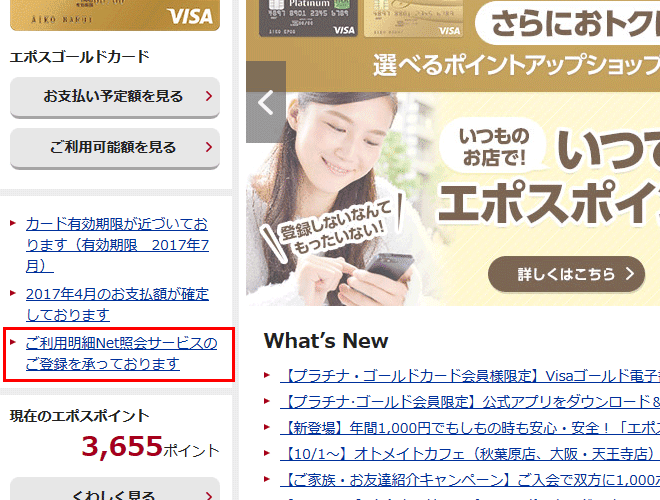 AIKO KARUI
VISA
エポスゴールドカード
お支払い予定額を見る
ご利用可能額を見る
カード有効期限が近づいてお
ります（有効期限　2017年7
月）
2017年4月のお支払額が確定
しております
ご利用明細Net照会サービスの
ご登録を承っております
現在のエポスポイント
3,655ポイント
くわしく見る
Platinum
VISA
VISA
さらにおトク
選べるポイントアップショップ
いつもの
お店で!
いつで
エポスポイ
登録しないなんて
もったいない!
詳しくはこちら
What's New
【プラチナ・ゴールドカード会員様限定】Visaゴールド電子
【プラチナ･ゴールド会員限定】公式アプリをダウンロード＆
【新登場】年間1,000円でもしもの時も安心・安全！「エポス
【10/1～】オトメイトカフェ（秋葉原店、大阪・天王寺店）
【ご家族・お友達紹介キャンペーン】ご入会で双方に1,000ポ